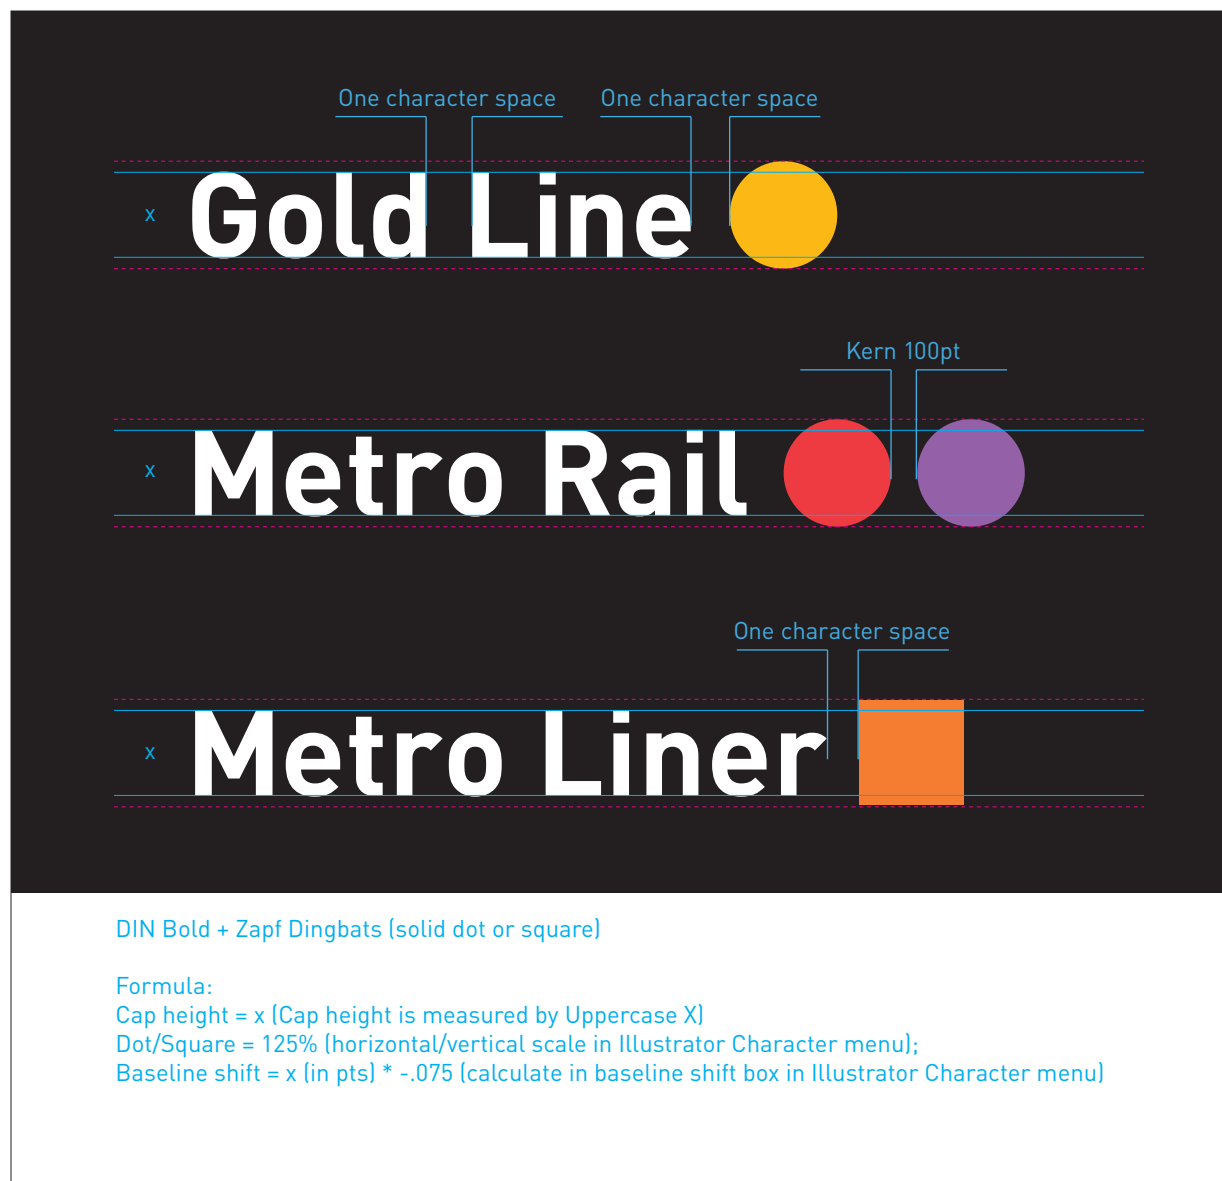 One character space One character space
x Gold Line
Kern 100pt
x Metro Rail
One character space
x Metro Liner
DIN Bold + Zapf Dingbats (solid dot or square)
Formula:
Cap height = x (Cap height is measured by Uppercase X)
Dot/Square = 125% (horizontal/vertical scale in Illustrator Character menu);
Baseline shift = x (in pts) * -.075 (calculate in baseline shift box in Illustrator Character menu)